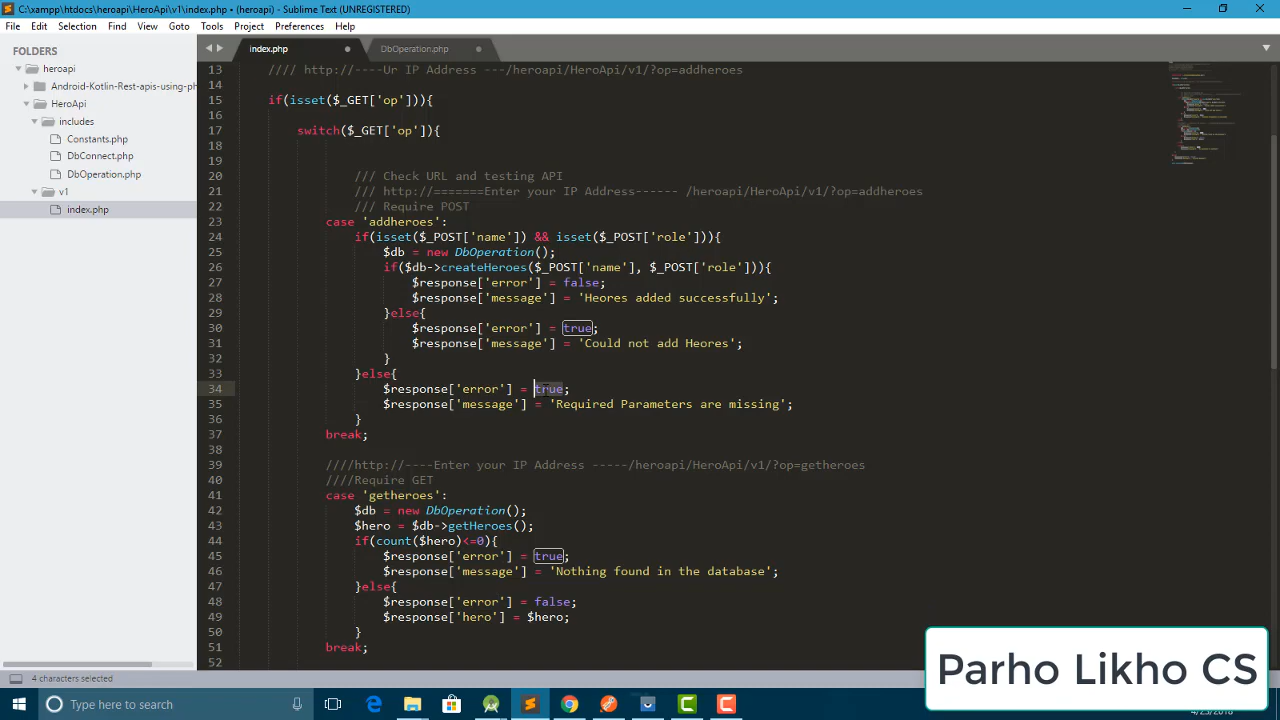 C:\xampp\htdocs\heroapi\HeroApi\v1\index.php • (heroapi) - Sublime Text (UNREGISTERED)
File Edit Selection Find View Goto Tools Project Preferences Help
FOLDERS
heroapi
Android-Kotlin-Rest-apis-using-ph
HeroApi
includes
Constants.php
DbConnect.php
DbOperation.php
v1
index.php
index.php DbOperation.php
13 //// http://----Ur IP Address ---/heroapi/HeroApi/v1/?op=addheroes
14
15 if(isset($_GET['op'])){
16
17 switch($_GET['op']){
18
19
20 /// Check URL and testing API
21 /// http://=======Enter your IP Address------ /heroapi/HeroApi/v1/?op=addheroes
22 /// Require POST
23 case 'addheroes':
24 if(isset($_POST['name']) && isset($_POST['role'])){
25 $db = new DbOperation();
26 if($db->createHeroes($_POST['name'], $_POST['role'])){
27 $response['error'] = false;
28 $response['message'] = 'Heores added successfully';
29 }else{
30 $response['error'] = true;
31 $response['message'] = 'Could not add Heores';
32 }
33 }else{
34 $response['error'] = true;
35 $response['message'] = 'Required Parameters are missing';
36 }
37 break;
38
39 ////http://----Enter your IP Address -----/heroapi/HeroApi/v1/?op=getheroes
40 ////Require GET
41 case 'getheroes':
42 $db = new DbOperation();
43 $hero = $db->getHeroes();
44 if(count($hero)<=0){
45 $response['error'] = true;
46 $response['message'] = 'Nothing found in the database';
47 }else{
48 $response['error'] = false;
49 $response['hero'] = $hero;
50 }
51 break;
52
Parho Likho CS
4 characters selected
Type here to search
4/25/2018